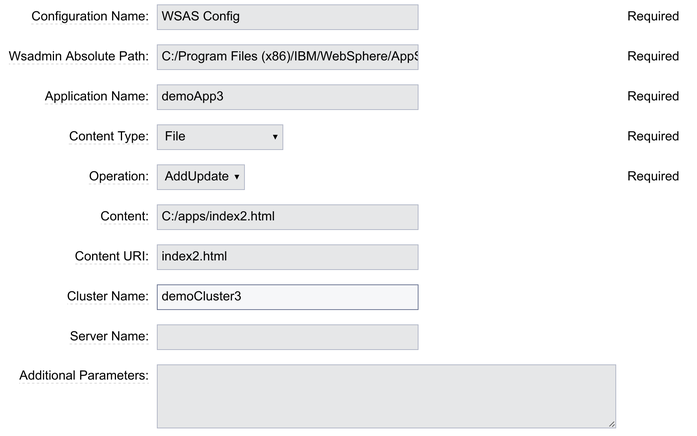 Configuration Name: WSAS Config Required
Wsadmin Absolute Path: C:/Program Files (x86)/IBM/WebSphere/App Required
Application Name: demoApp3 Required
Content Type: File Required
Operation: AddUpdate Required
Content: C:/apps/index2.html
Content URI: index2.html
Cluster Name: demoCluster3
Server Name:
Additional Parameters: